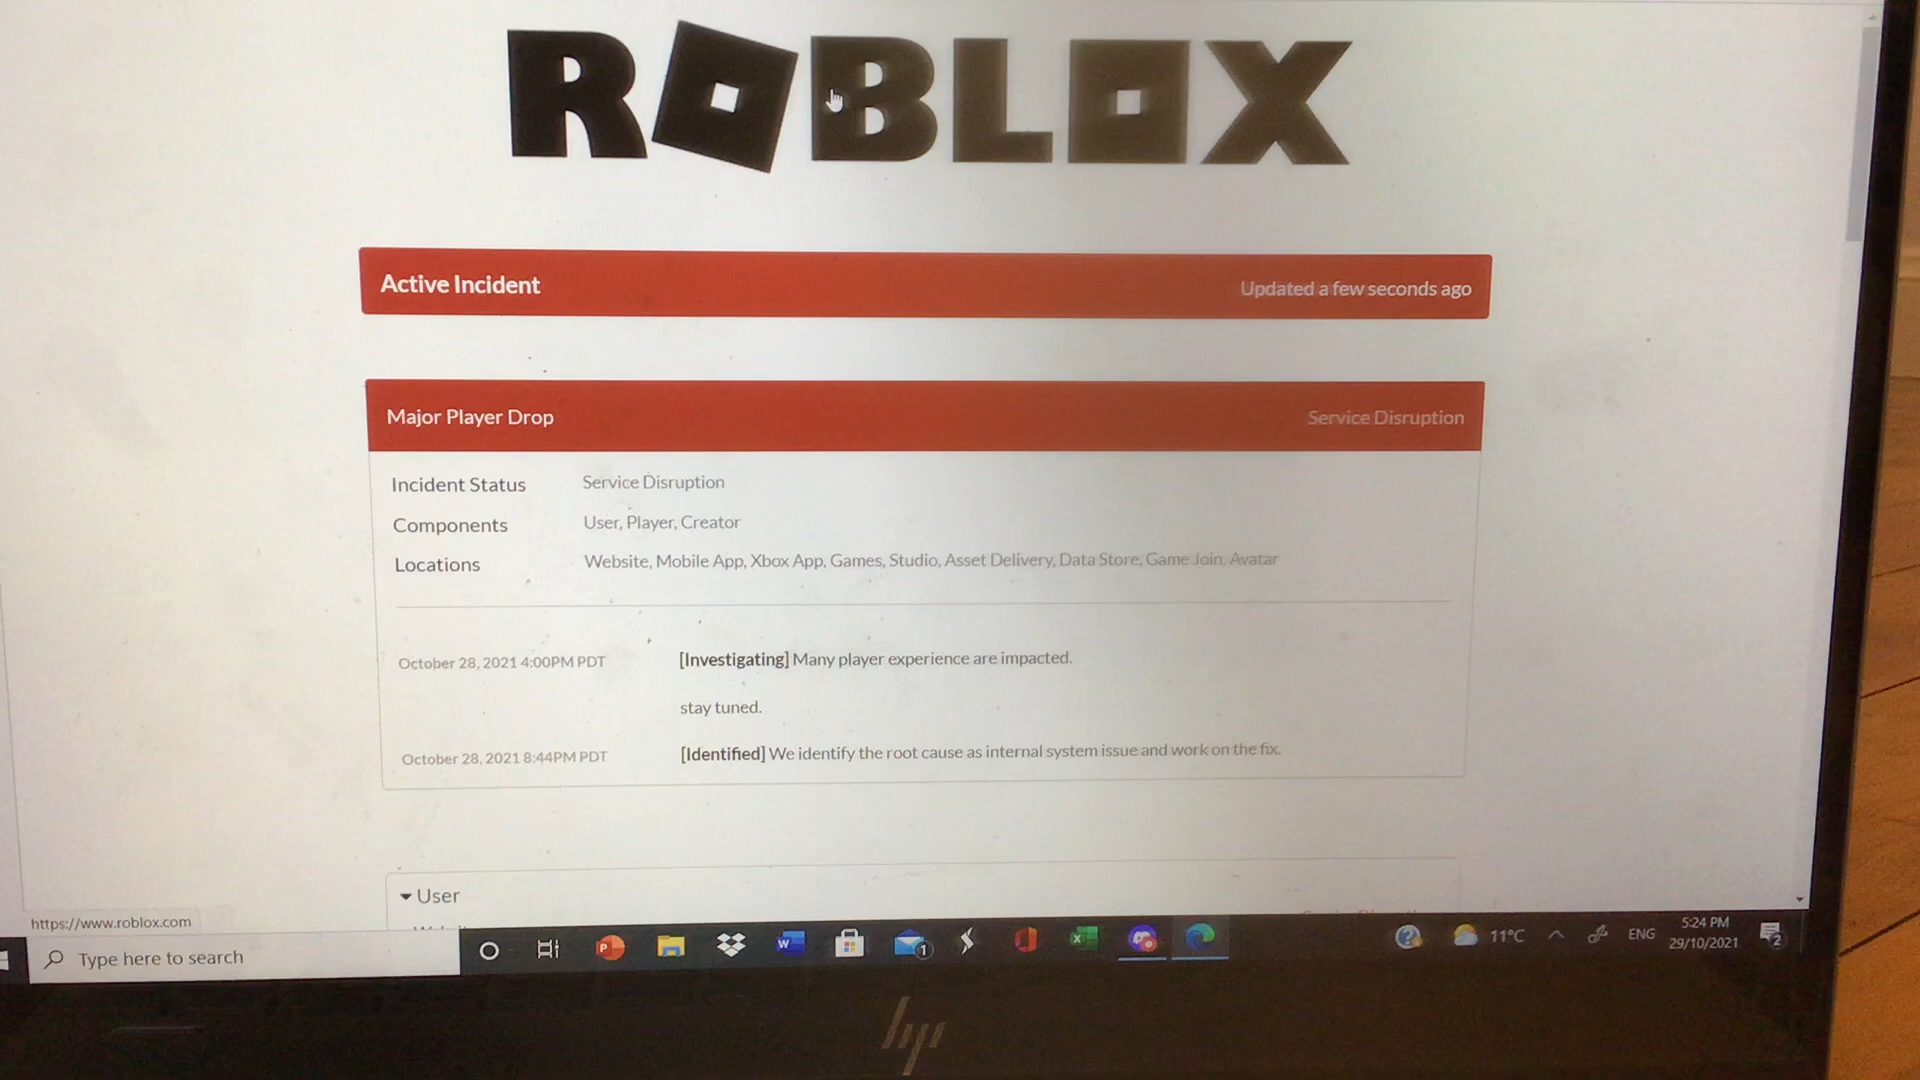 ROBLOX
Active Incident Updated a few seconds ago
Major Player Drop Service Disruption
Incident Status Service Disruption
Components User, Player, Creator
Locations Website, Mobile App, Xbox App, Games, Studio, Asset Delivery, Data Store, Game Join, Avatar
October 28, 2021 4:00PM PDT [Investigating] Many player experience are impacted.
stay tuned.
October 28, 2021 8:44PM PDT [Identified] We identify the root cause as internal system issue and work on the fix.
User
https://www.roblox.com
Type here to search
P
W
1
X
11°C
ENG
5:24 PM
29/10/2021
2
hp